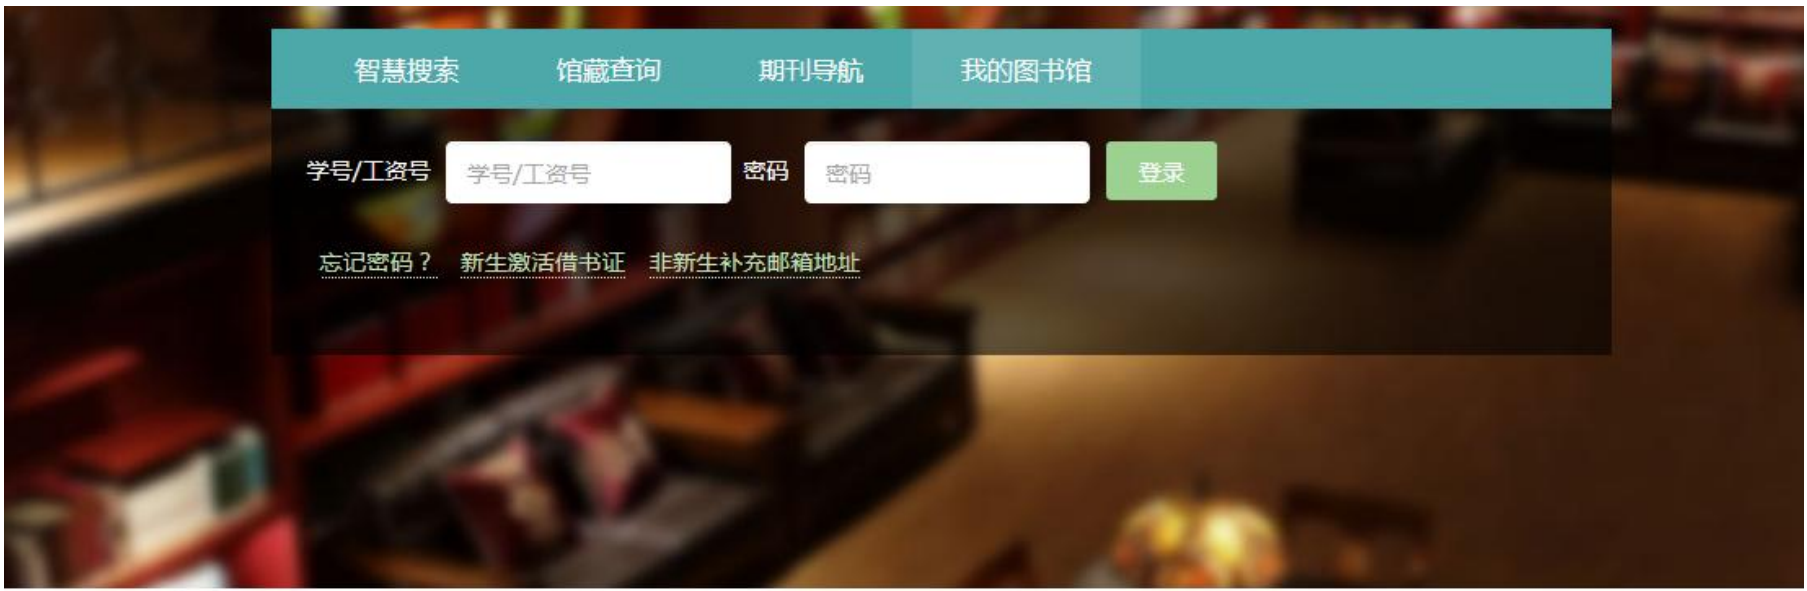 智慧搜索 馆藏查询 期刊导航 我的图书馆
学号/工资号 学号/工资号 密码 密码 登录
忘记密码？ 新生激活借书证 非新生补充邮箱地址